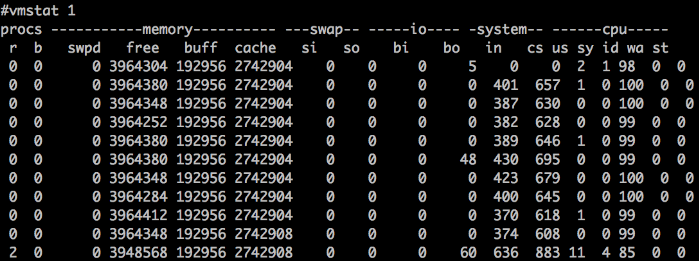 #vmstat 1
procs -----------memory---------- ---swap-- -----io---- -system-- ------cpu-----
r b swpd free buff cache si so bi bo in cs us sy id wa st
0 0 0 3964304 192956 2742904 0 0 0 5 0 0 2 1 98 0 0
0 0 0 3964380 192956 2742904 0 0 0 0 401 657 1 0 100 0 0
0 0 0 3964348 192956 2742904 0 0 0 0 387 630 0 0 100 0 0
0 0 0 3964252 192956 2742904 0 0 0 0 382 628 0 0 99 0 0
0 0 0 3964380 192956 2742904 0 0 0 0 389 646 1 0 99 0 0
0 0 0 3964380 192956 2742904 0 0 0 48 430 695 0 0 99 0 0
0 0 0 3964348 192956 2742904 0 0 0 0 423 679 0 0 100 0 0
0 0 0 3964284 192956 2742904 0 0 0 0 400 645 0 0 100 0 0
0 0 0 3964412 192956 2742904 0 0 0 0 370 618 1 0 99 0 0
0 0 0 3964348 192956 2742908 0 0 0 0 374 608 0 0 99 0 0
2 0 0 3948568 192956 2742908 0 0 0 60 636 883 11 4 85 0 0